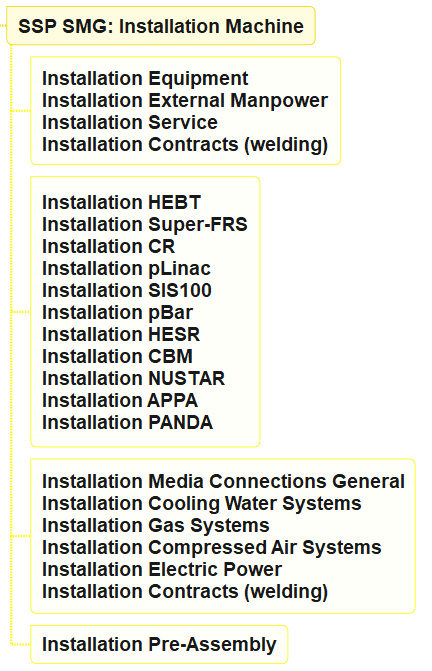 SSP SMG: Installation Machine
Installation Equipment
Installation External Manpower
Installation Service
Installation Contracts (welding)
Installation HEBT
Installation Super-FRS
Installation CR
Installation pLinac
Installation SIS100
Installation pBar
Installation HESR
Installation CBM
Installation NUSTAR
Installation APPA
Installation PANDA
Installation Media Connections General
Installation Cooling Water Systems
Installation Gas Systems
Installation Compressed Air Systems
Installation Electric Power
Installation Contracts (welding)
Installation Pre-Assembly